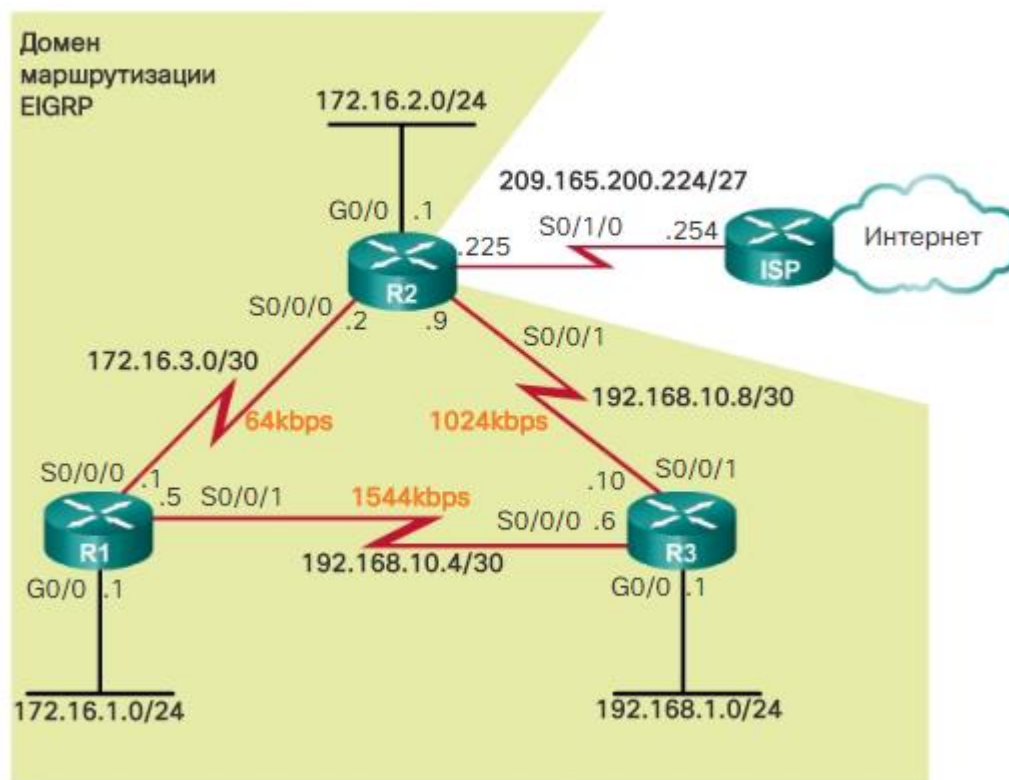 Домен
маршрутизации
EIGRP
172.16.2.0/24
209.165.200.224/27
G0/0 .1
S0/1/0
.225
.254
Интернет
R2
ISP
S0/0/0
.2
.9
S0/0/1
172.16.3.0/30
192.168.10.8/30
64kbps
1024kbps
S0/0/0 .1
.10
S0/0/1
.5 S0/0/1
1544kbps
S0/0/0 .6
R1
R3
192.168.10.4/30
G0/0 .1
G0/0 .1
172.16.1.0/24
192.168.1.0/24